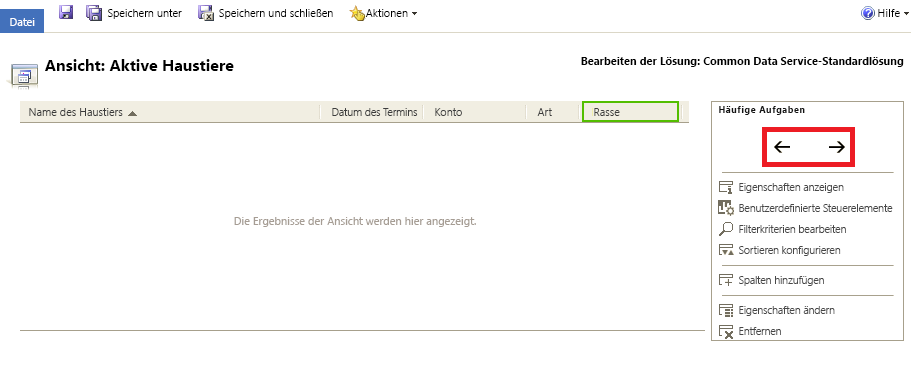 Datei
Speichern unter
Speichern und schließen
Aktionen
Hilfe
Ansicht: Aktive Haustiere
Bearbeiten der Lösung: Common Data Service-Standardlösung
Name des Haustiers
Datum des Termins
Konto
Art
Rasse
Die Ergebnisse der Ansicht werden hier angezeigt.
Häufige Aufgaben
Eigenschaften anzeigen
Benutzerdefinierte Steuerelemente
Filterkriterien bearbeiten
Sortieren konfigurieren
Spalten hinzufügen
Eigenschaften ändern
Entfernen